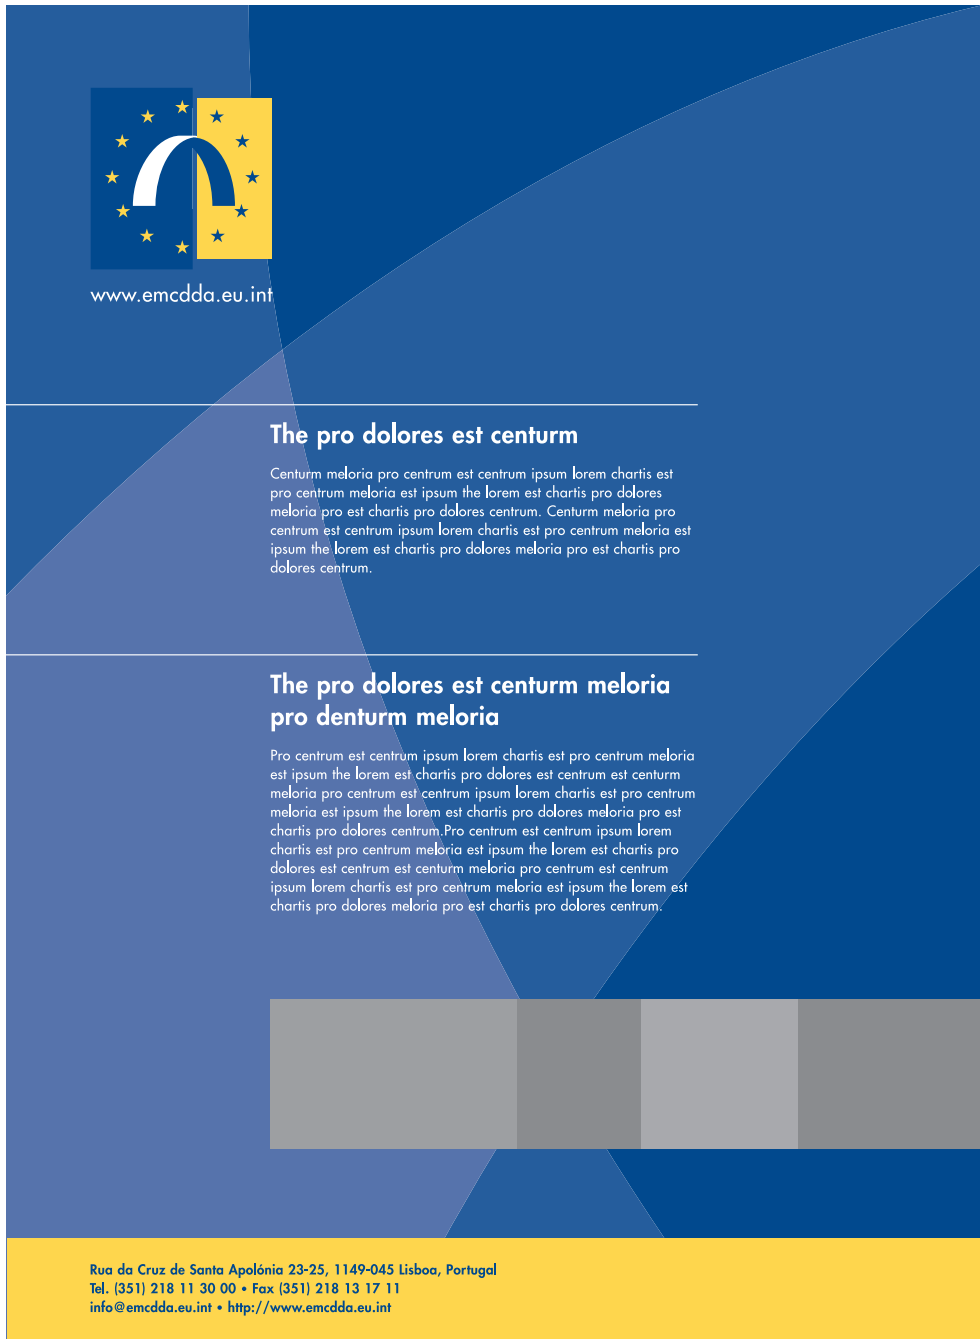 www.emcdda.eu.int
The pro dolores est centurm
Centurm meloria pro centrum est centrum ipsum lorem chartis est
pro centrum meloria est ipsum the lorem est chartis pro dolores
meloria pro est chartis pro dolores centrum. Centurm meloria pro
centrum est centrum ipsum lorem chartis est pro centrum meloria est
ipsum the lorem est chartis pro dolores meloria pro est chartis pro
dolores centrum.
The pro dolores est centurm meloria
pro denturm meloria
Pro centrum est centrum ipsum lorem chartis est pro centrum meloria
est ipsum the lorem est chartis pro dolores est centrum est centurm
meloria pro centrum est centrum ipsum lorem chartis est pro centrum
meloria est ipsum the lorem est chartis pro dolores meloria pro est
chartis pro dolores centrum.Pro centrum est centrum ipsum lorem
chartis est pro centrum meloria est ipsum the lorem est chartis pro
dolores est centrum est centurm meloria pro centrum est centrum
ipsum lorem chartis est pro centrum meloria est ipsum the lorem est
chartis pro dolores meloria pro est chartis pro dolores centrum.
Rua da Cruz de Santa Apolónia 23-25, 1149-045 Lisboa, Portugal
Tel. (351) 218 11 30 00 • Fax (351) 218 13 17 11
info@emcdda.eu.int • http://www.emcdda.eu.int